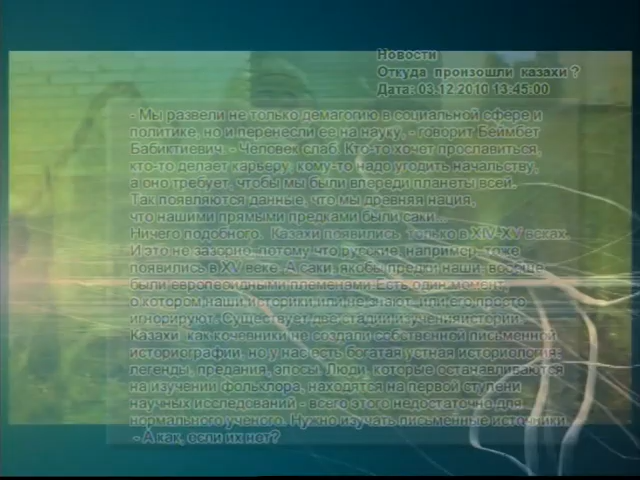 Новости
Откуда произошли казахи?
Дата: 03.12.2010 13:45:00
- Мы развели не только демагогию в социальной сфере и
политике, но и перенесли ее на науку, - говорит Беймбет
Бабиктиевич. - Человек слаб. Кто-то хочет прославиться,
кто-то делает карьеру, кому-то надо угодить начальству,
а оно требует, чтобы мы были впереди планеты всей.
Так появляются данные, что мы древняя нация,
что нашими прямыми предками были саки.
Ничего подобного. Казахи появились только в XIV-XV веках.
И это не зазорно, потому что русские, например, тоже
появились в XV веке. А саки, якобы предки наши, вообще
были европеоидными племенами. Есть один момент,
о котором наши историки или не знают, или его просто
игнорируют. Существует две стадии изучения истории.
Казахи, как кочевники, не создали собственной письменной
историографии, но у нас есть богатая устная историология:
легенды, предания, эпосы. Люди, которые останавливаются
на изучении фольклора, находятся на первой ступени
научных исследований - всего этого недостаточно для
нормального ученого. Нужно изучать письменные источники.
- А как, если их нет?